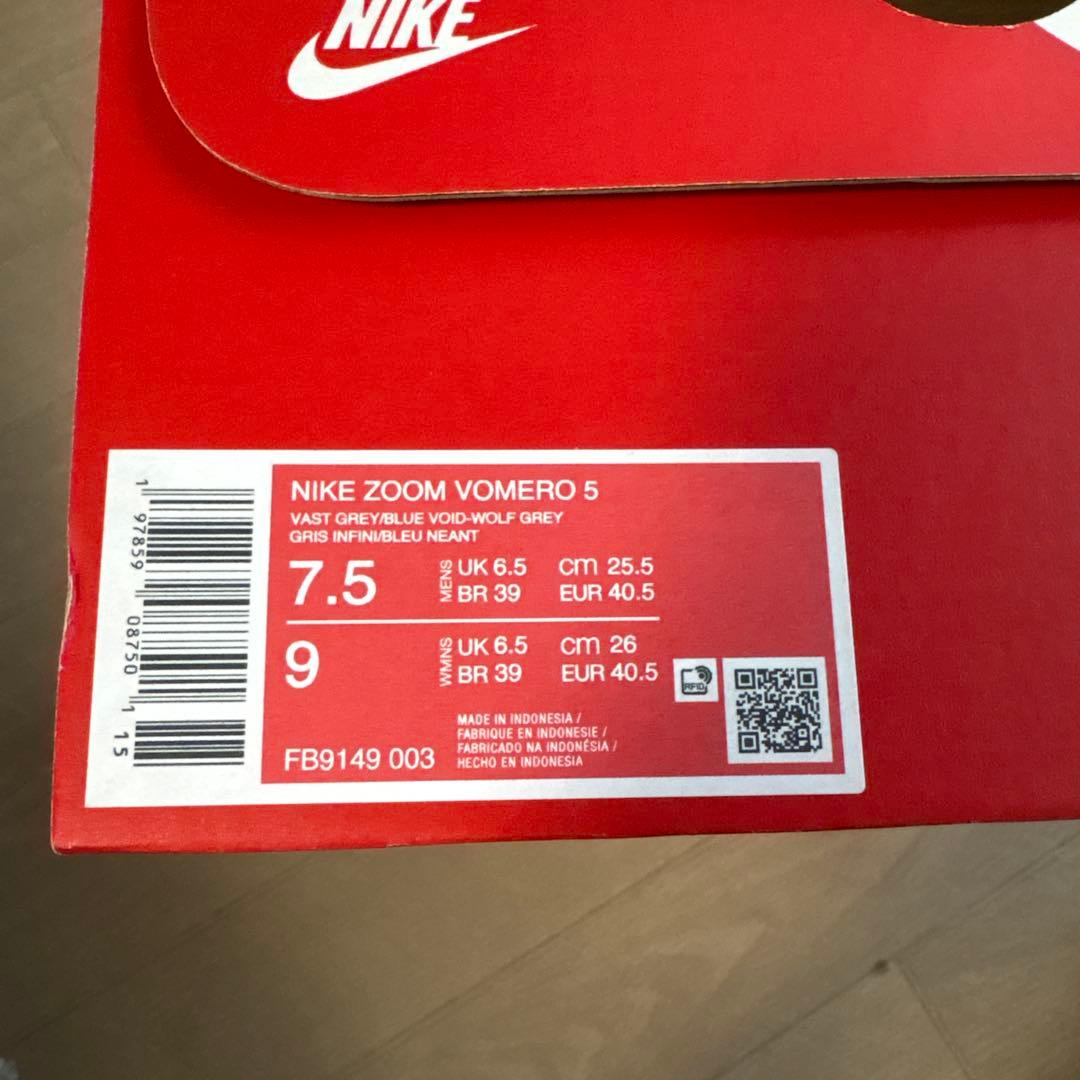 NIKE
NIKE ZOOM VOMERO 5
VAST GREY/BLUE VOID-WOLF GREY
GRIS INFINI/BLEU NEANT
7.5
MENS
UK 6.5 cm 25.5
BR 39 EUR 40.5
9
WMNS
UK 6.5 cm 26
BR 39 EUR 40.5
RFID
FB9149 003
MADE IN INDONESIA /
FABRIQUE EN INDONESIE /
FABRICADO NA INDONÉSIA /
HECHO EN INDONESIA
1 97859 08750 1 15